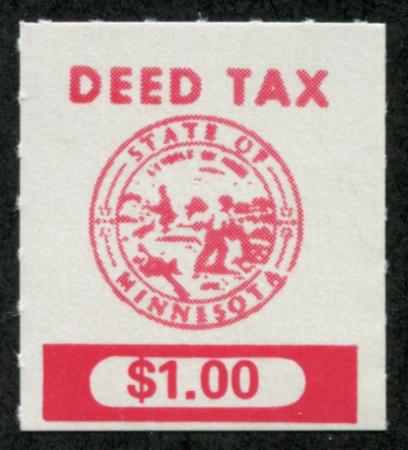 DEED TAX
STATE OF
MINNESOTA
$1.00